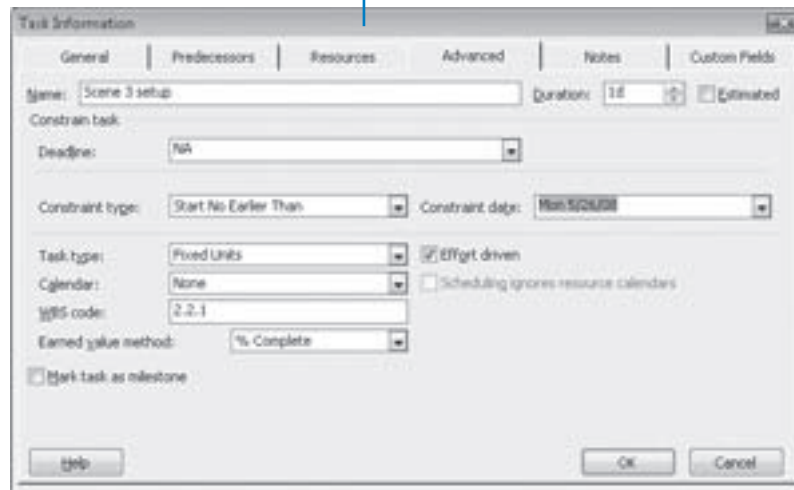 Task Information
General Predecessors Resources Advanced Notes Custom Fields
Name: Scene 3 setup Duration: 1d Estimated
Constrain task
Deadline: NA
Constraint type: Start No Earlier Than Constraint date: Mon 5/26/08
Task type: Fixed Units Effort driven
Calendar: None Scheduling ignores resource calendars
WBS code: 2.2.1
Earned value method: % Complete
Mark task as milestone
Help OK Cancel